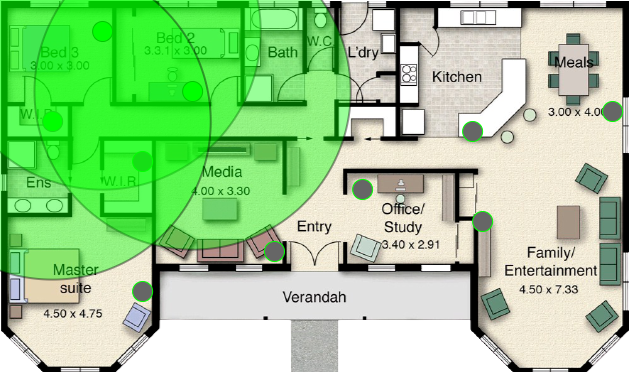 Bed 3
3.00 x 3.00
Bed 2
3.3.1 x 3.00
Bath
W.C.
L'dry
Kitchen
Meals
3.00 x 4.00
W.I.R.
Ens
W.I.R.
Media
4.00 x 3.30
Office/
Study
3.40 x 2.91
Entry
Family/
Entertainment
4.50 x 7.33
Master
suite
4.50 x 4.75
Verandah